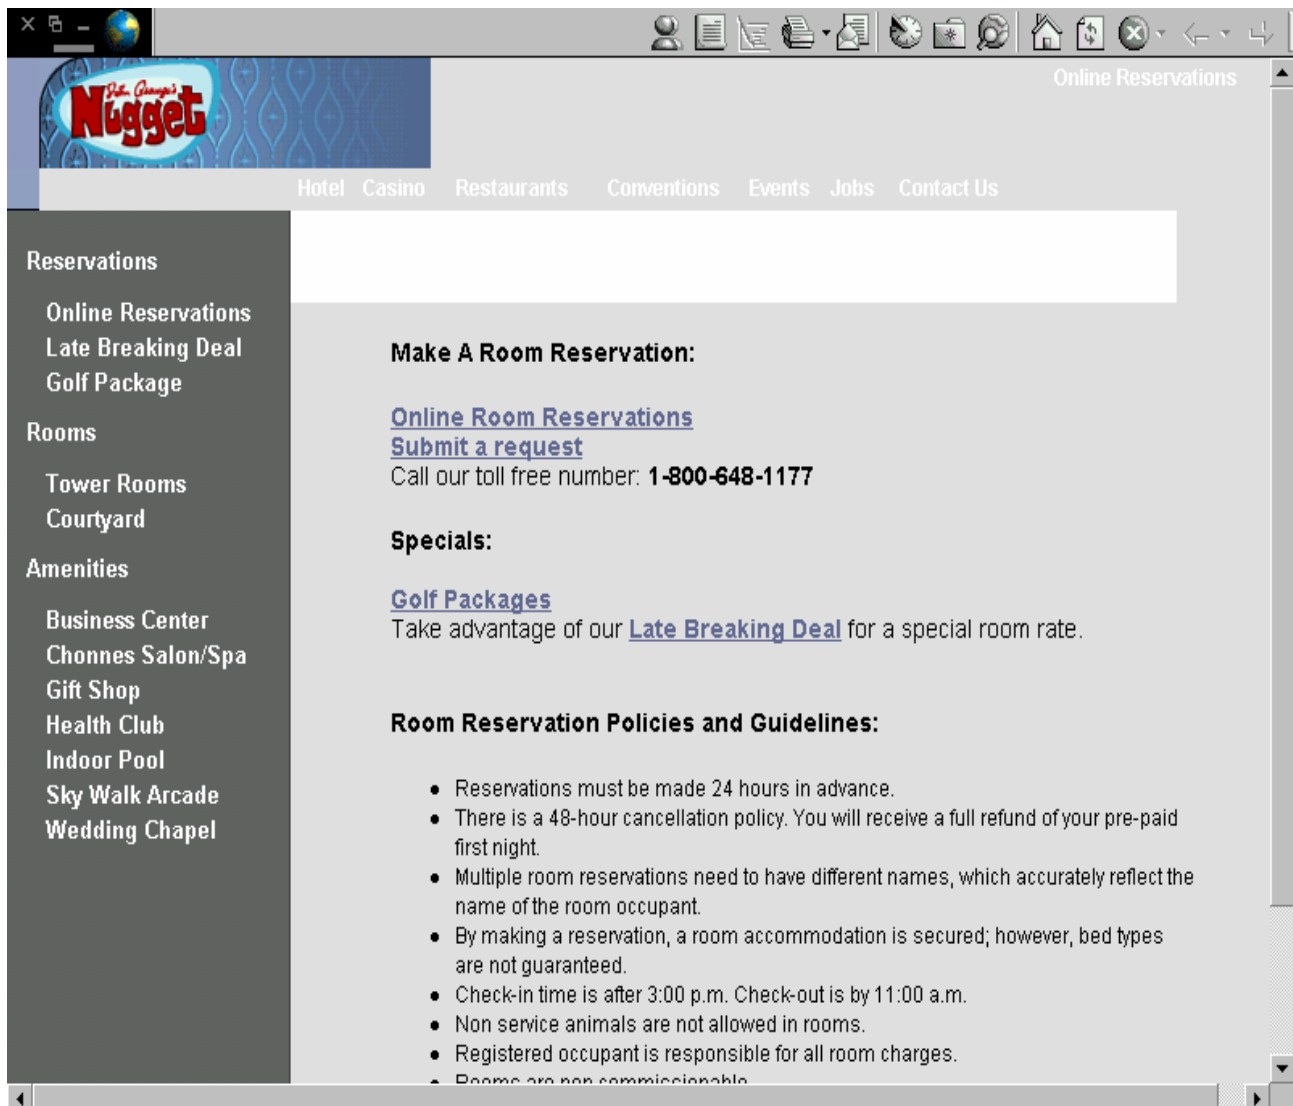 John Ascuaga's
Nugget
Online Reservations
Hotel Casino Restaurants Conventions Events Jobs Contact Us
Reservations
Online Reservations
Late Breaking Deal
Golf Package
Rooms
Tower Rooms
Courtyard
Amenities
Business Center
Chonnes Salon/Spa
Gift Shop
Health Club
Indoor Pool
Sky Walk Arcade
Wedding Chapel
Make A Room Reservation:
Online Room Reservations
Submit a request
Call our toll free number: 1-800-648-1177
Specials:
Golf Packages
Take advantage of our Late Breaking Deal for a special room rate.
Room Reservation Policies and Guidelines:
• Reservations must be made 24 hours in advance.
• There is a 48-hour cancellation policy. You will receive a full refund of your pre-paid
first night.
• Multiple room reservations need to have different names, which accurately reflect the
name of the room occupant.
• By making a reservation, a room accommodation is secured; however, bed types
are not guaranteed.
• Check-in time is after 3:00 p.m. Check-out is by 11:00 a.m.
• Non service animals are not allowed in rooms.
• Registered occupant is responsible for all room charges.
• Rooms are non commissionable